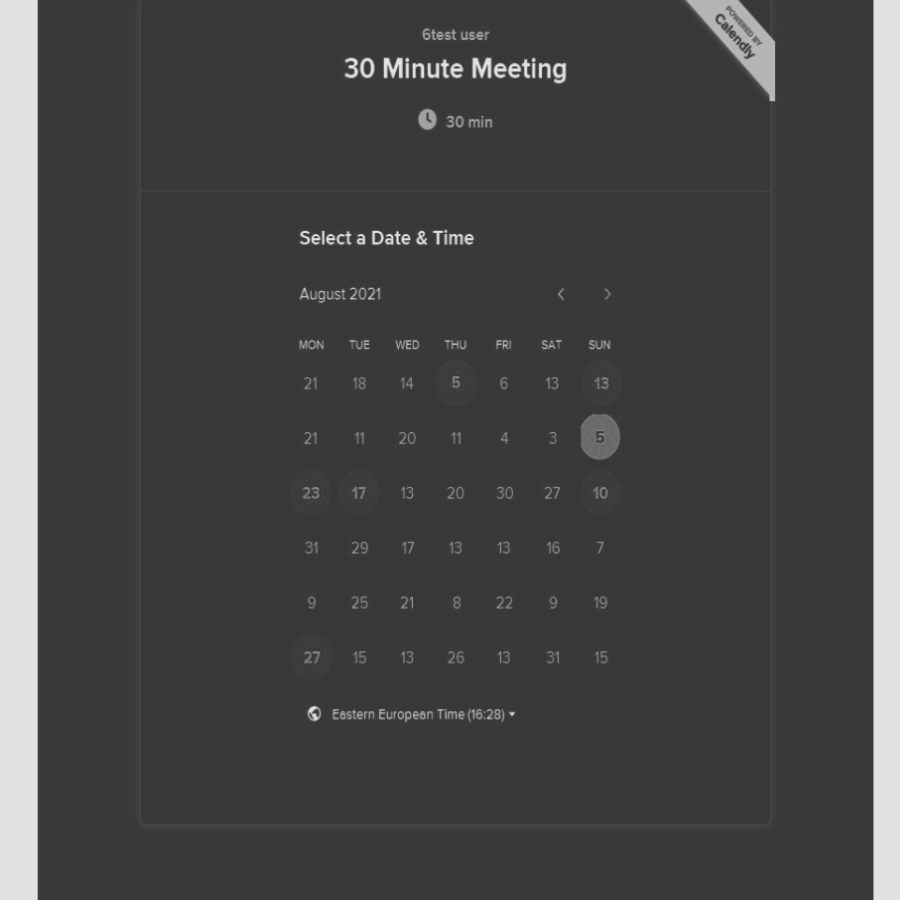 POWERED BY
Calendly
6test user
30 Minute Meeting
30 min
Select a Date & Time
August 2021
MON TUE WED THU FRI SAT SUN
21 18 14 5 6 13 13
21 11 20 11 4 3 5
23 17 13 20 30 27 10
31 29 17 13 13 16 7
9 25 21 8 22 9 19
27 15 13 26 13 31 15
Eastern European Time (16:28)